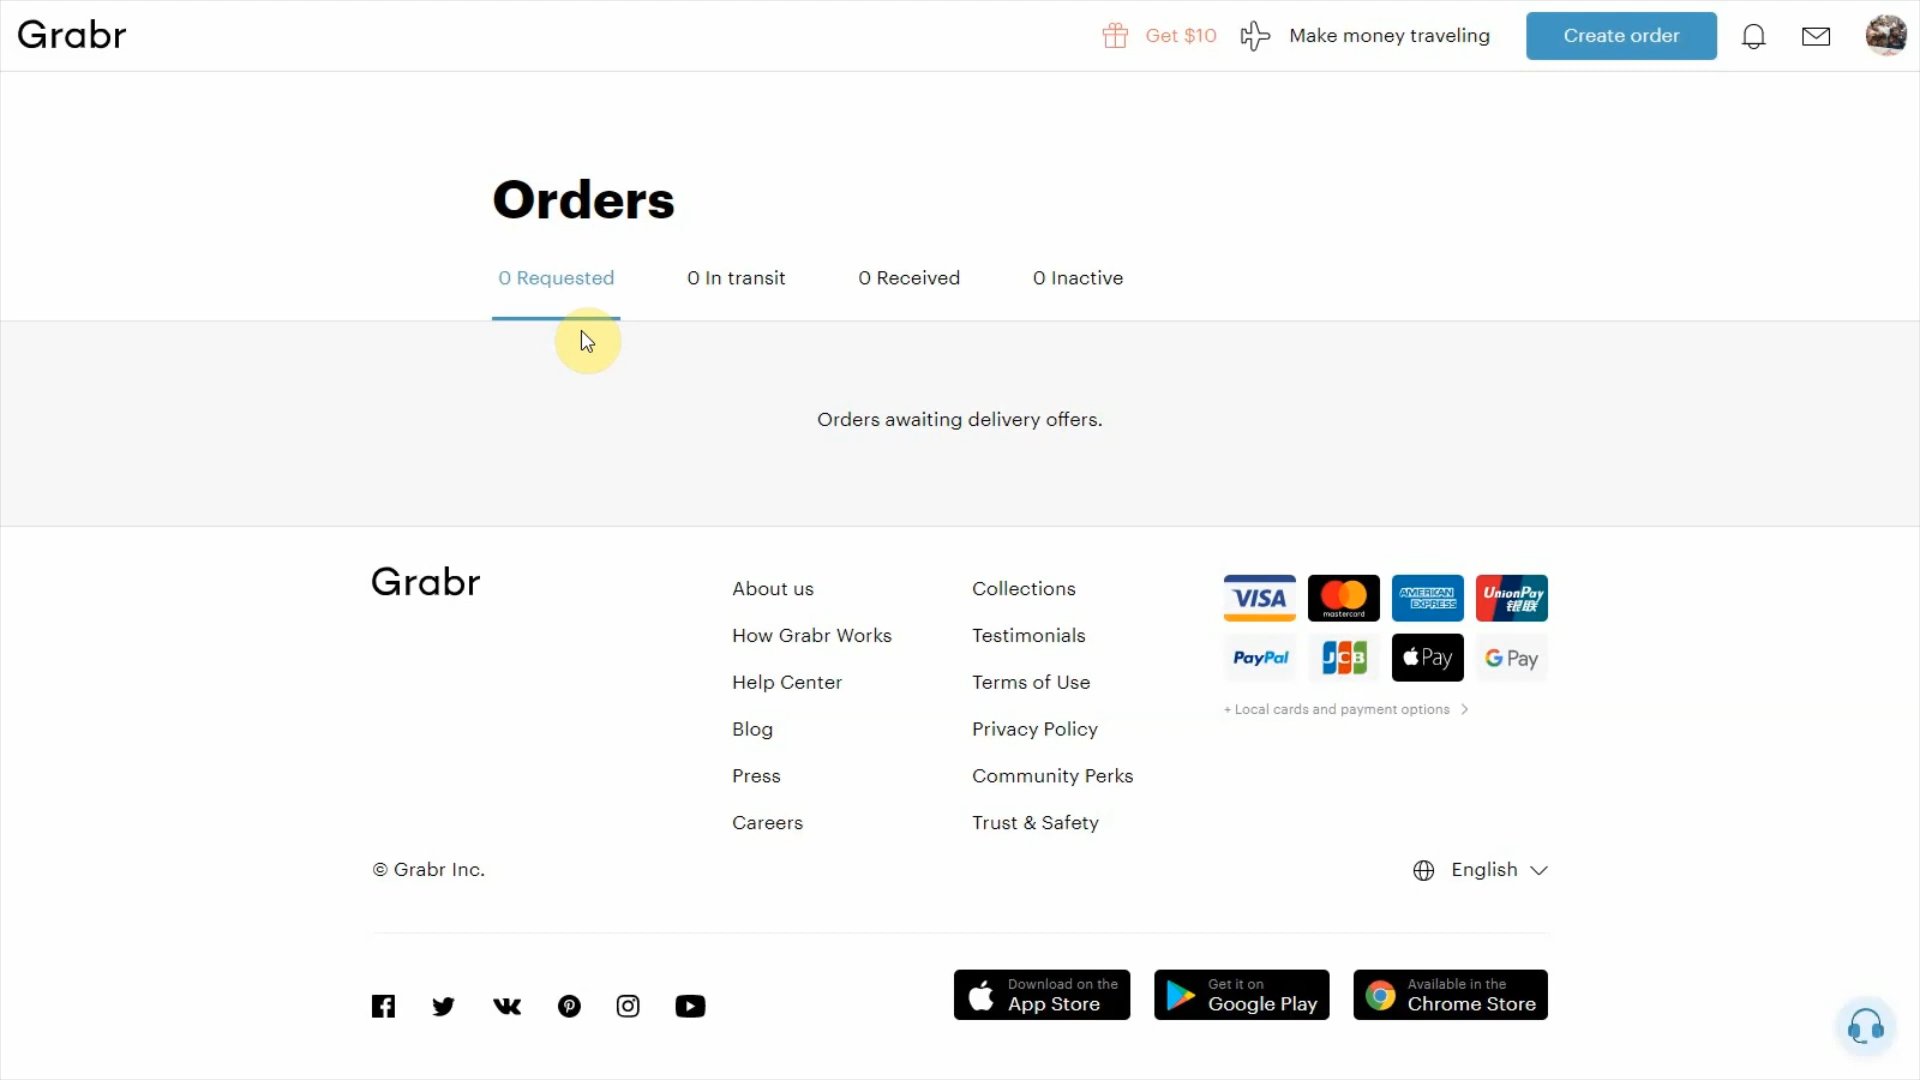 Grabr
Get $10
Make money traveling
Create order
Orders
0 Requested
0 In transit
0 Received
0 Inactive
Orders awaiting delivery offers.
Grabr
About us
How Grabr Works
Help Center
Blog
Press
Careers
Collections
Testimonials
Terms of Use
Privacy Policy
Community Perks
Trust & Safety
VISA
mastercard
AMERICAN
EXPRESS
UnionPay
银联
PayPal
JCB
Pay
G Pay
+ Local cards and payment options
© Grabr Inc.
English
Download on the
App Store
Get it on
Google Play
Available in the
Chrome Store